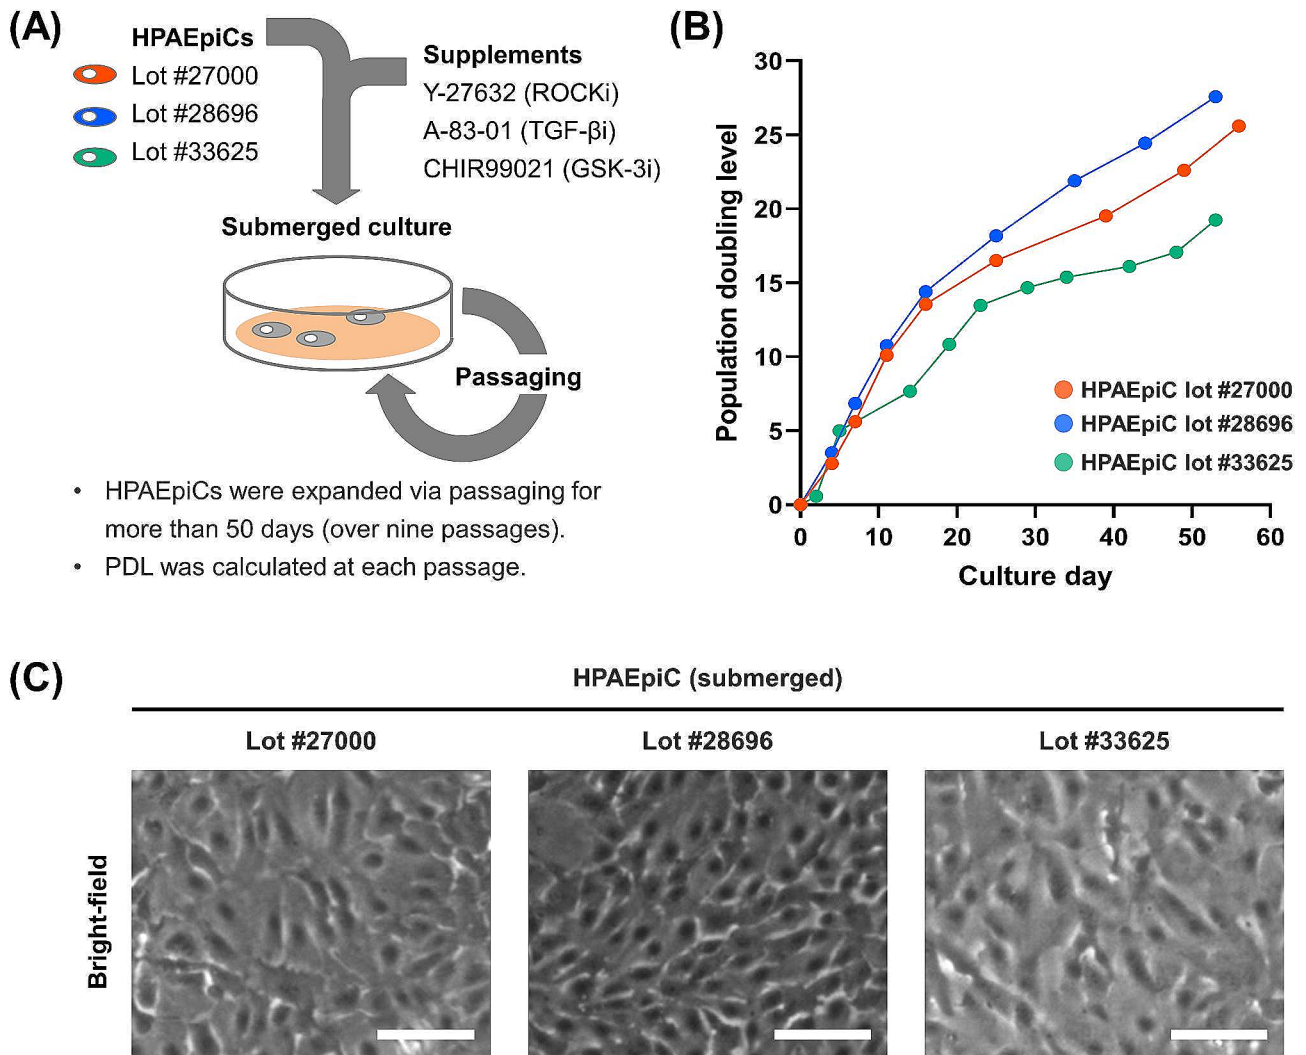 (A)
HPAEpiCs
Lot #27000
Lot #28696
Lot #33625
Supplements
Y-27632 (ROCKi)
A-83-01 (TGF-βi)
CHIR99021 (GSK-3i)
Submerged culture
Passaging
• HPAEpiCs were expanded via passaging for
more than 50 days (over nine passages).
• PDL was calculated at each passage.
(B)
Population doubling level
30
25
20
15
10
5
0
0 10 20 30 40 50 60
Culture day
HPAEpiC lot #27000
HPAEpiC lot #28696
HPAEpiC lot #33625
(C)
HPAEpiC (submerged)
Lot #27000 Lot #28696 Lot #33625
Bright-field